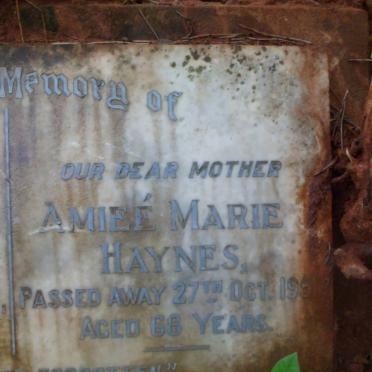 Memory of
OUR DEAR MOTHER
AMIEÉ MARIE
HAYNES,
PASSED AWAY 27TH OCT. 19
AGED 68 YEARS.